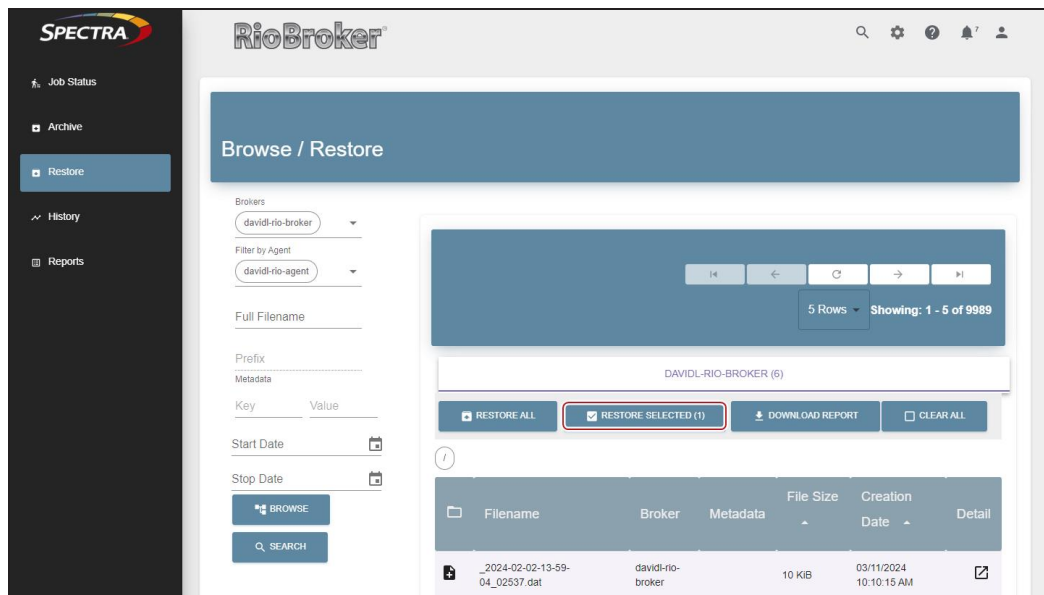 SPECTRA
RioBroker®
7
Job Status
Archive
Restore
History
Reports
Browse / Restore
Brokers
davidl-rio-broker
Filter by Agent
davidl-rio-agent
Full Filename
Prefix
Metadata
Key Value
Start Date
Stop Date
BROWSE
SEARCH
5 Rows Showing: 1 - 5 of 9989
DAVIDL-RIO-BROKER (6)
RESTORE ALL RESTORE SELECTED (1) DOWNLOAD REPORT CLEAR ALL
/
Filename Broker Metadata File Size Creation Date Detail
_2024-02-02-13-59-
04_02537.dat
davidl-rio-
broker
10 KiB
03/11/2024
10:10:15 AM